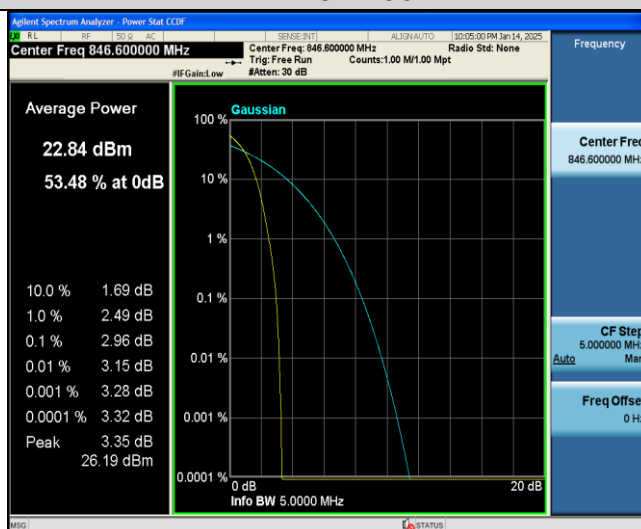 Agilent Spectrum Analyzer - Power Stat CCDF
RL RF 50 Ω AC SENSE:INT ALIGN AUTO 10:05:00 PM Jan 14, 2025
Center Freq 846.600000 MHz
Center Freq: 846.600000 MHz Radio Std: None
Trig: Free Run Counts:1.00 M/1.00 Mpt
#IFGain:Low #Atten: 30 dB
Frequency
Average Power
22.84 dBm
53.48 % at 0dB
10.0 % 1.69 dB
1.0 % 2.49 dB
0.1 % 2.96 dB
0.01 % 3.15 dB
0.001 % 3.28 dB
0.0001 % 3.32 dB
Peak 3.35 dB
26.19 dBm
Gaussian
100 %
10 %
1 %
0.1 %
0.01 %
0.001 %
0.0001 %
0 dB 20 dB
Info BW 5.0000 MHz
Center Freq
846.600000 MHz
CF Step
5.000000 MHz
Auto Man
Freq Offse
0 Hz
MSG STATUS